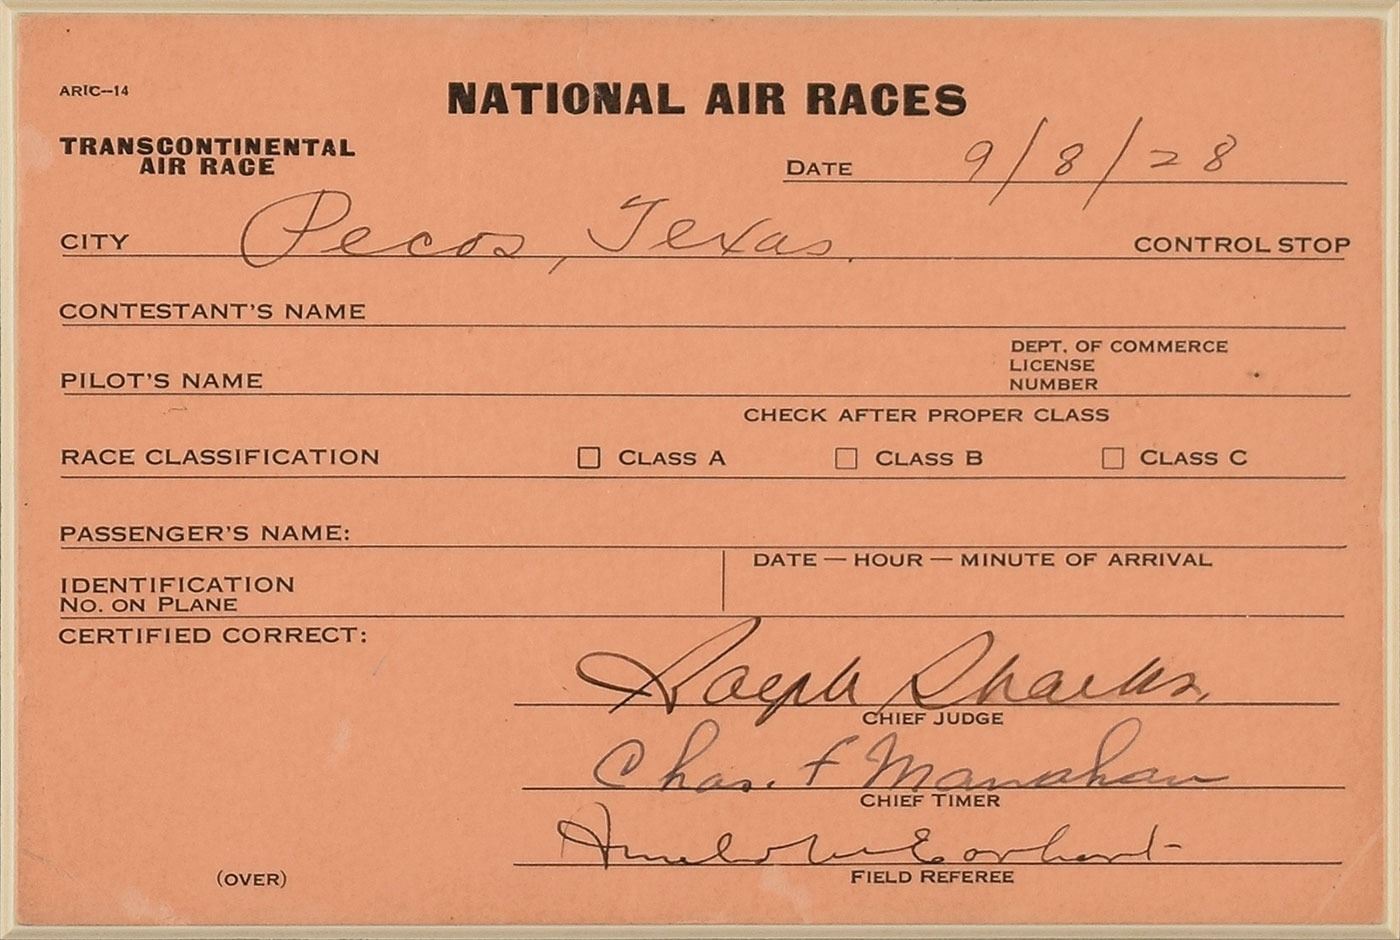 ARIC—14
NATIONAL AIR RACES
TRANSCONTINENTAL
AIR RACE
DATE 9/8/28
CITY Pecos, Texas. CONTROL STOP
CONTESTANT'S NAME
DEPT. OF COMMERCE
LICENSE
NUMBER
PILOT'S NAME
CHECK AFTER PROPER CLASS
RACE CLASSIFICATION ☐ CLASS A ☐ CLASS B ☐ CLASS C
PASSENGER'S NAME:
DATE — HOUR — MINUTE OF ARRIVAL
IDENTIFICATION
NO. ON PLANE
CERTIFIED CORRECT:
CHIEF JUDGE
Chas. F Manahan
CHIEF TIMER
Amelia M Earhart
FIELD REFEREE
(OVER)